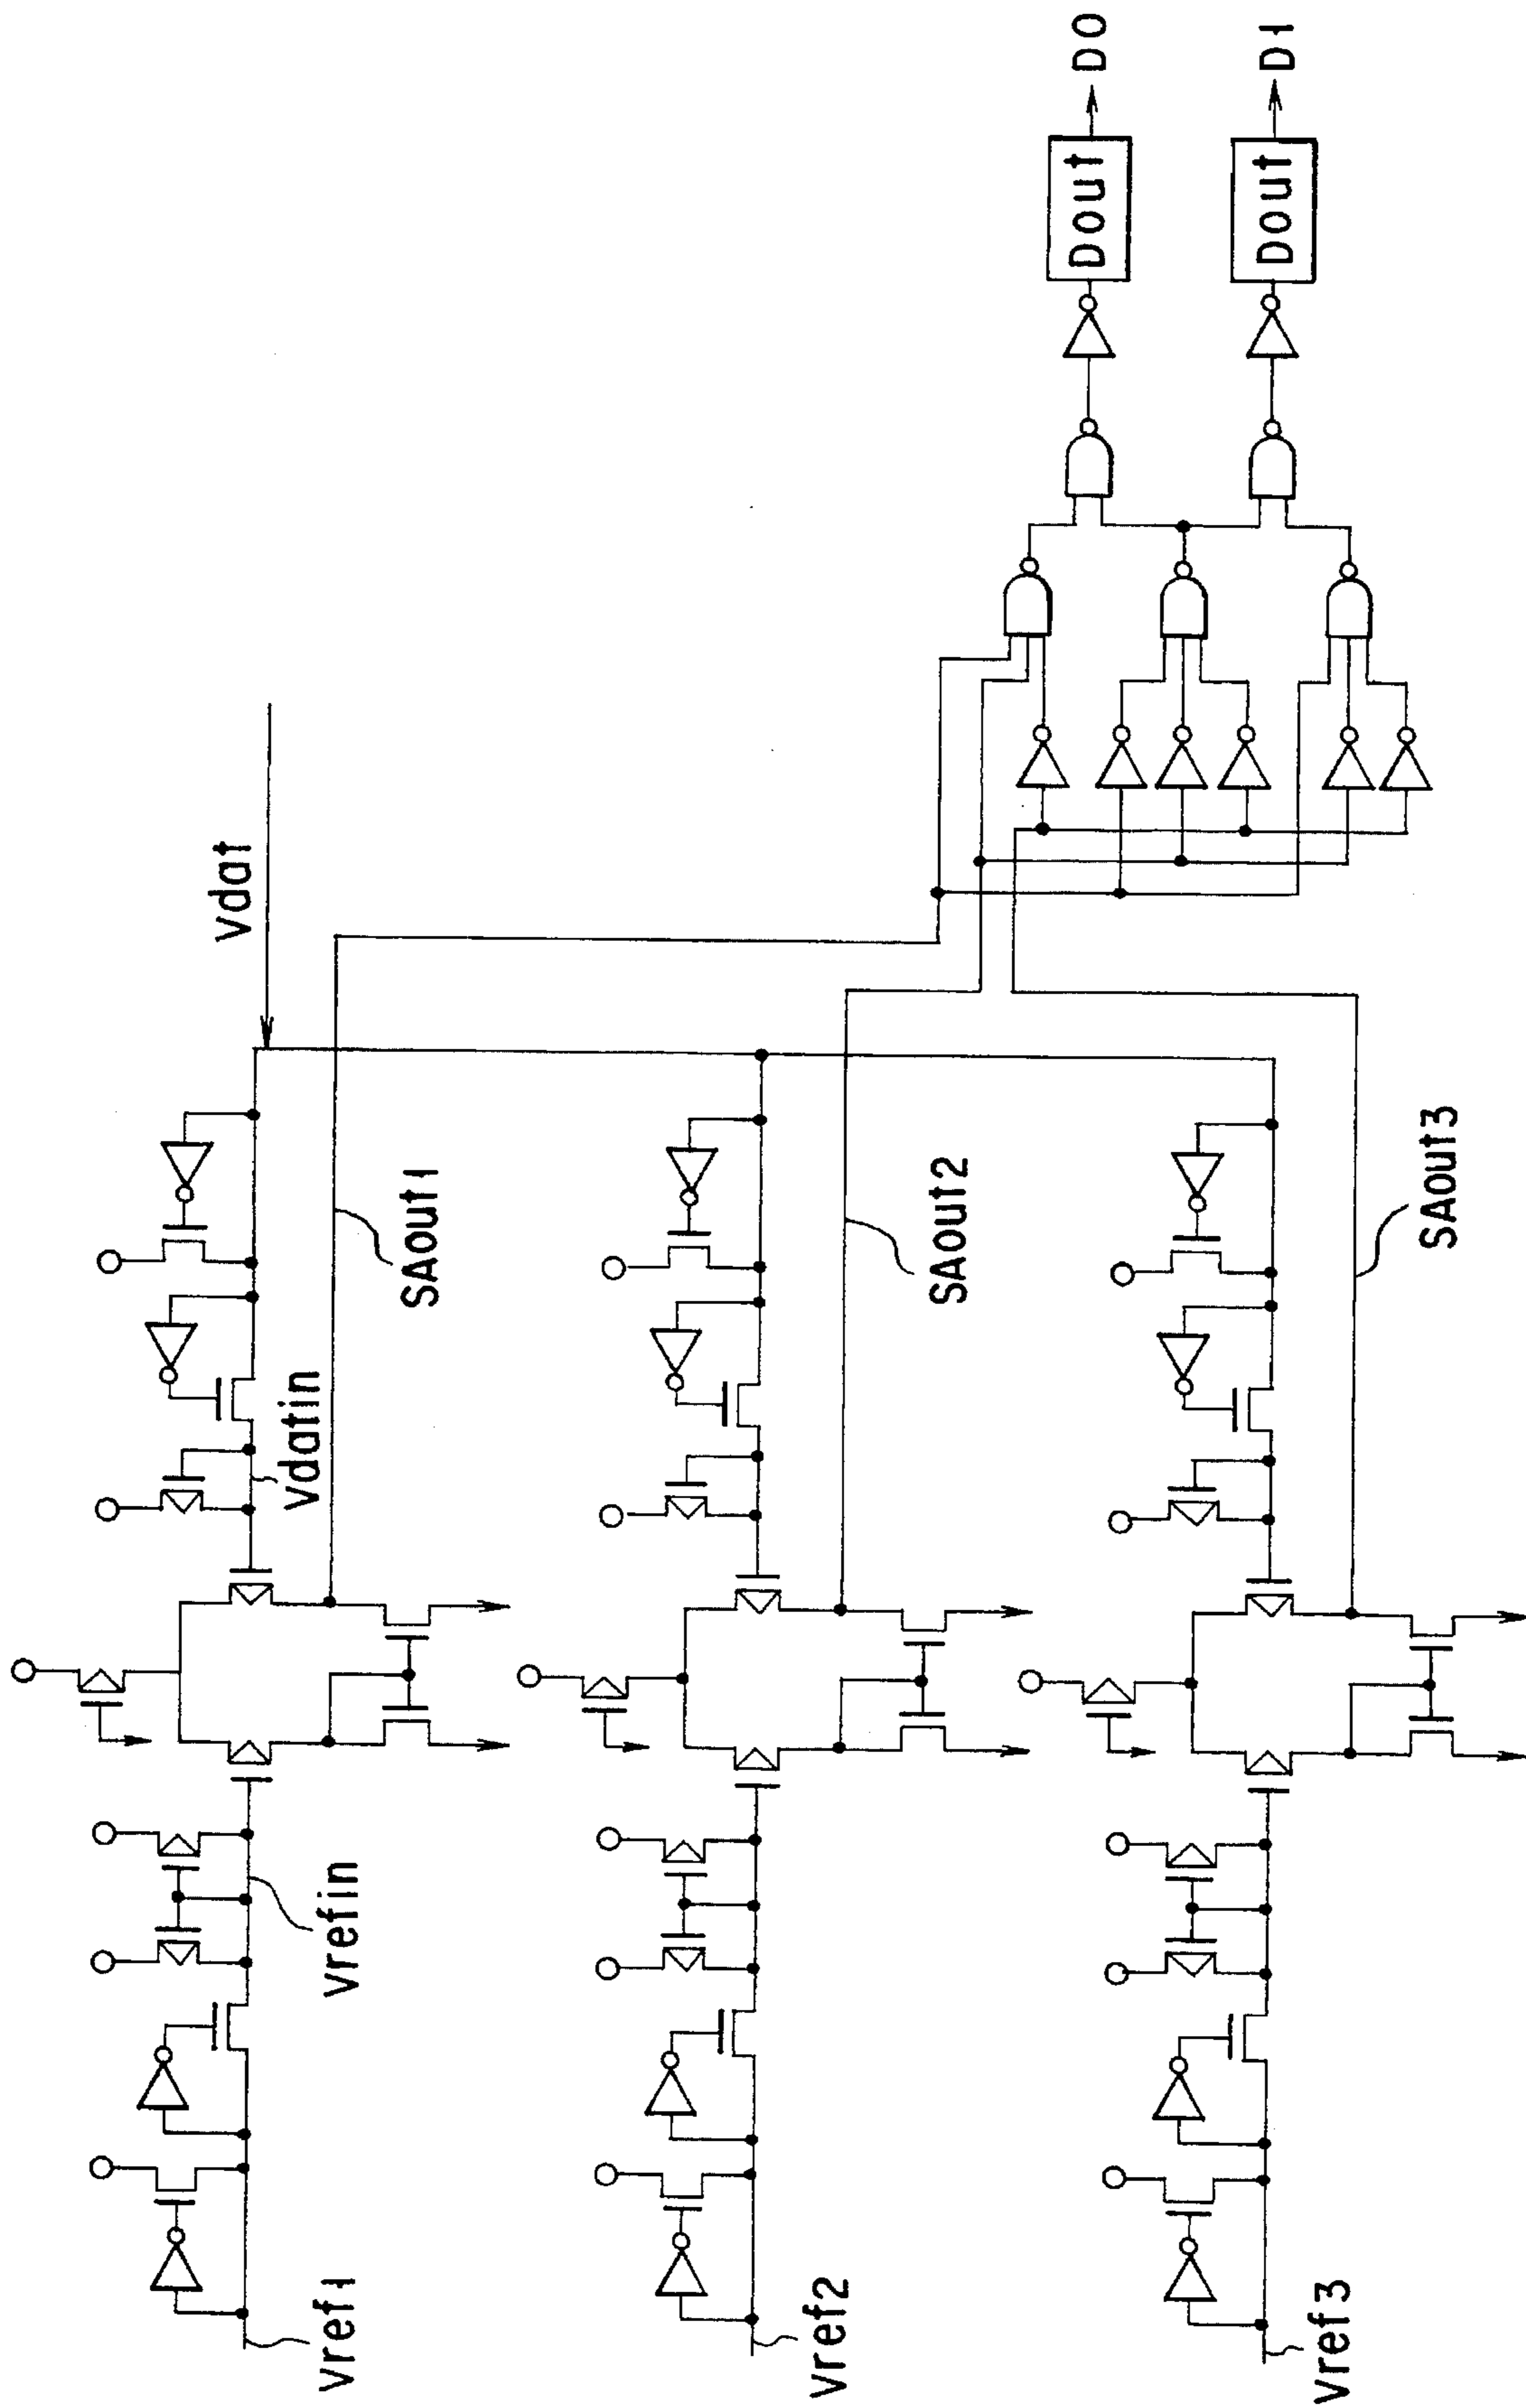 Vdat
D0
Dout
D1
Dout
SAout1
Vdatin
SAout2
SAout3
Vrefin
Vref1
Vref2
Vref3